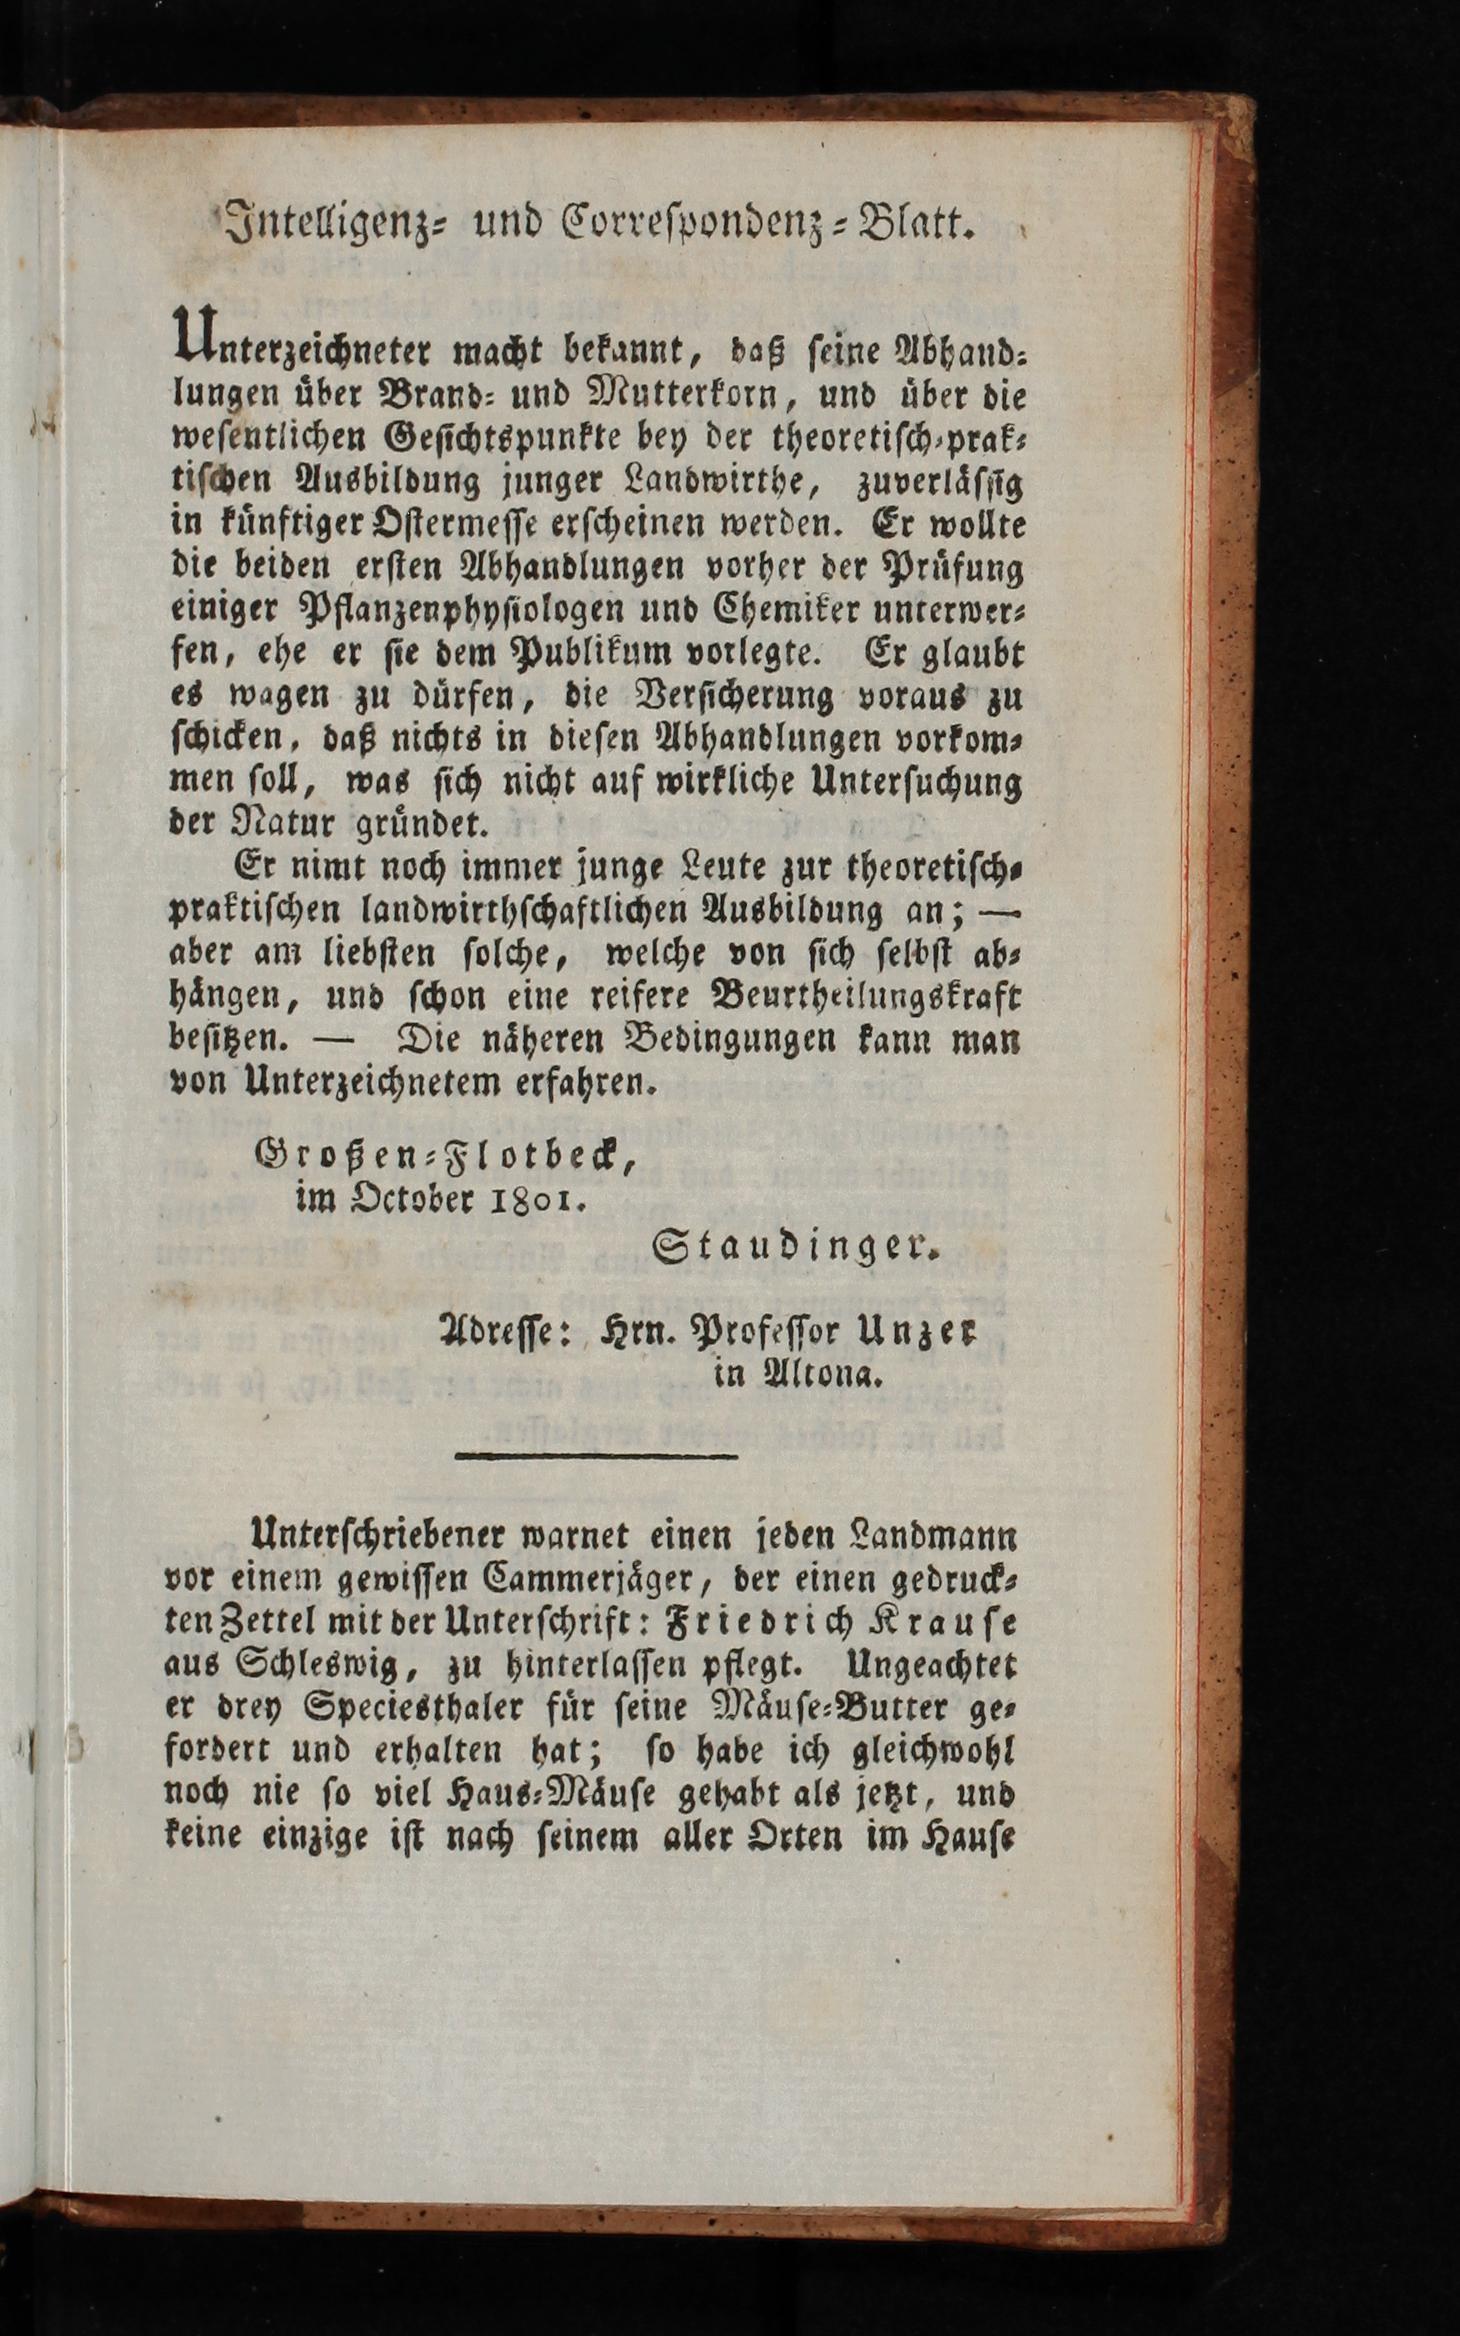 Intelligenz- und Correspondenz-Blatt.
Unterzeichneter macht bekannt, daß seine Abhand-
lungen über Brand- und Mutterkorn, und über die
wesentlichen Gesichtspunkte bey der theoretisch-prak-
tischen Ausbildung junger Landwirthe, zuverlässig
in künftiger Ostermesse erscheinen werden. Er wollte
die beiden ersten Abhandlungen vorher der Prüfung
einiger Pflanzenphysiologen und Chemiker unterwer-
fen, ehe er sie dem Publikum vorlegte. Er glaubt
es wagen zu dürfen, die Versicherung voraus zu
schicken, daß nichts in diesen Abhandlungen vorkom-
men soll, was sich nicht auf wirkliche Untersuchung
der Natur gründet.
Er nimt noch immer junge Leute zur theoretisch-
praktischen landwirthschaftlichen Ausbildung an; —
aber am liebsten solche, welche von sich selbst ab-
hängen, und schon eine reifere Beurtheilungskraft
besitzen. — Die näheren Bedingungen kann man
von Unterzeichnetem erfahren.
Großen-Flotbeck,
im October 1801.
Staudinger.
Adresse: Hrn. Professor Unzer
in Altona.
Unterschriebener warnet einen jeden Landmann
vor einem gewissen Cammerjäger, der einen gedruck-
ten Zettel mit der Unterschrift: Friedrich Krause
aus Schleswig, zu hinterlassen pflegt. Ungeachtet
er drey Speciesthaler für seine Mäuse-Butter ge-
fordert und erhalten hat; so habe ich gleichwohl
noch nie so viel Haus-Mäuse gehabt als jetzt, und
keine einzige ist nach seinem aller Orten im Hause